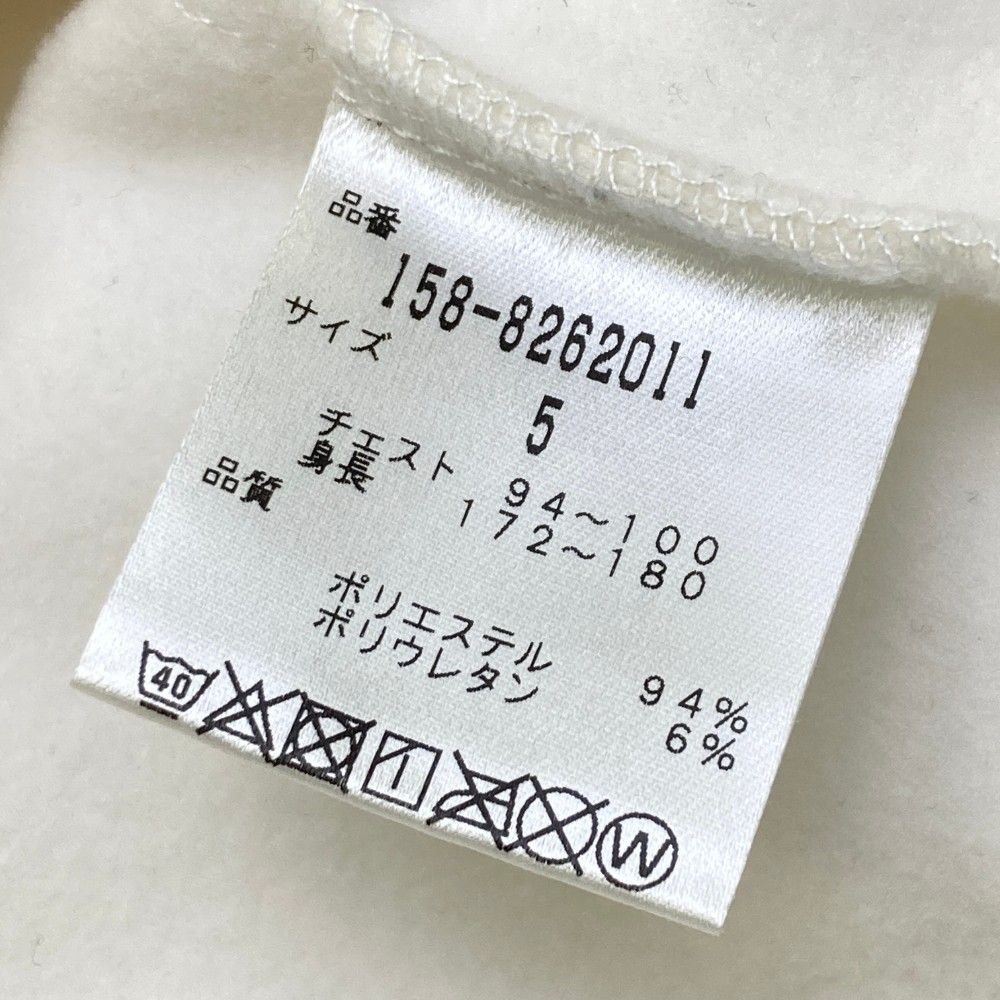 品番
158-8262011
サイズ
5
チェスト 94～100
身長 172～180
品質
ポリエステル 94%
ポリウレタン 6%
40
W